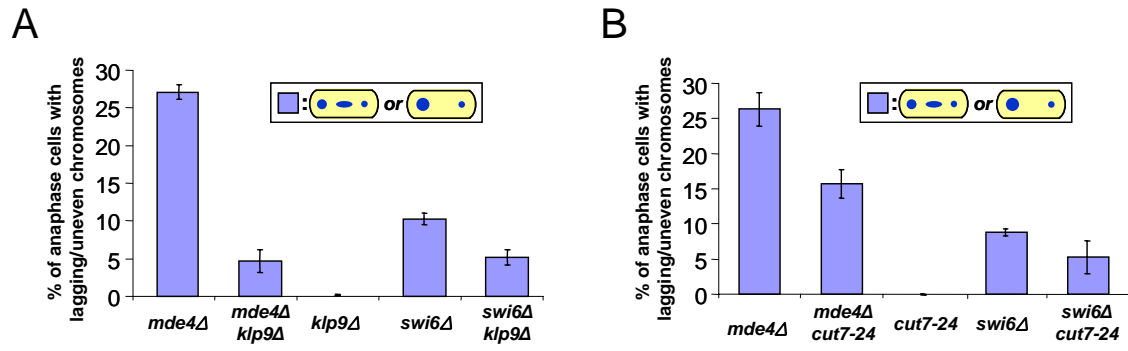 A
% of anaphase cells with
lagging/uneven chromosomes
30
25
20
15
10
5
0
: or
mde4Δ
mde4Δ
klp9Δ
klp9Δ
swi6Δ
swi6Δ
klp9Δ
B
% of anaphase cells with
lagging/uneven chromosomes
30
25
20
15
10
5
0
: or
mde4Δ
mde4Δ
cut7-24
cut7-24
swi6Δ
swi6Δ
cut7-24